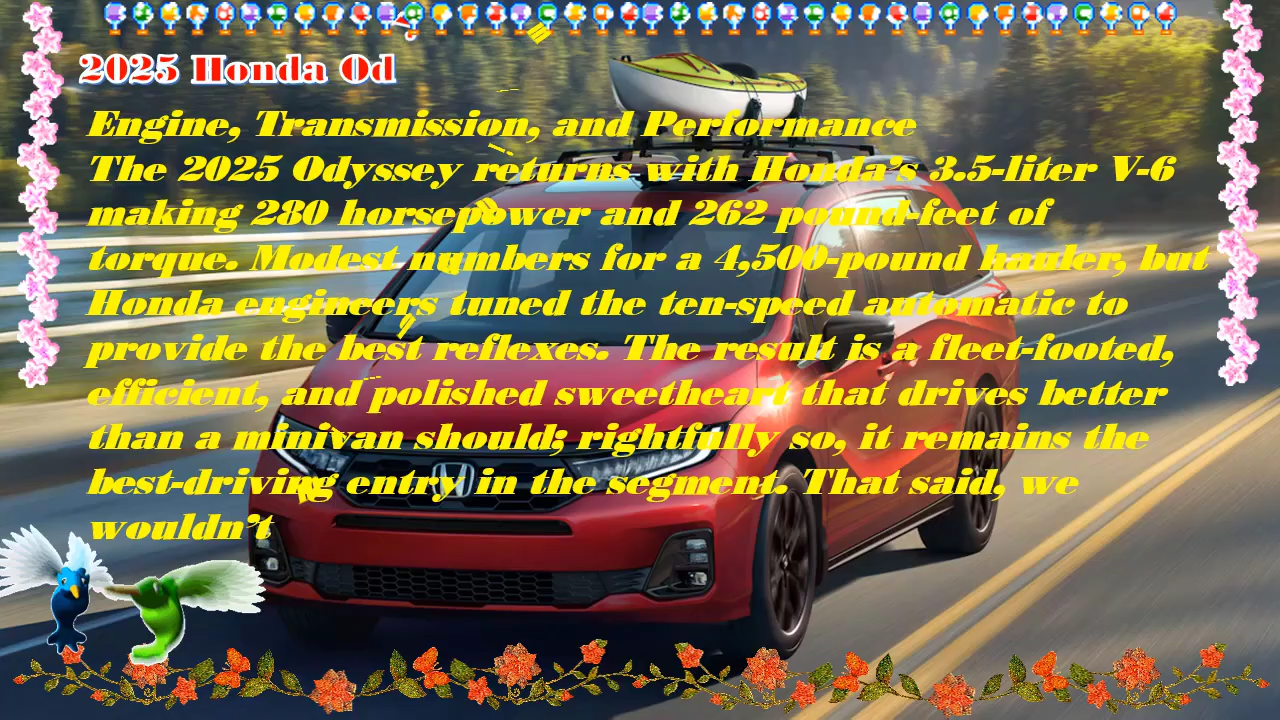 2025 Honda Od
Engine, Transmission, and Performance
The 2025 Odyssey returns with Honda's 3.5-liter V-6
making 280 horsepower and 262 pound-feet of
torque. Modest numbers for a 4,500-pound hauler, but
Honda engineers tuned the ten-speed automatic to
provide the best reflexes. The result is a fleet-footed,
efficient, and polished sweetheart that drives better
than a minivan should; rightfully so, it remains the
best-driving entry in the segment. That said, we
wouldn't